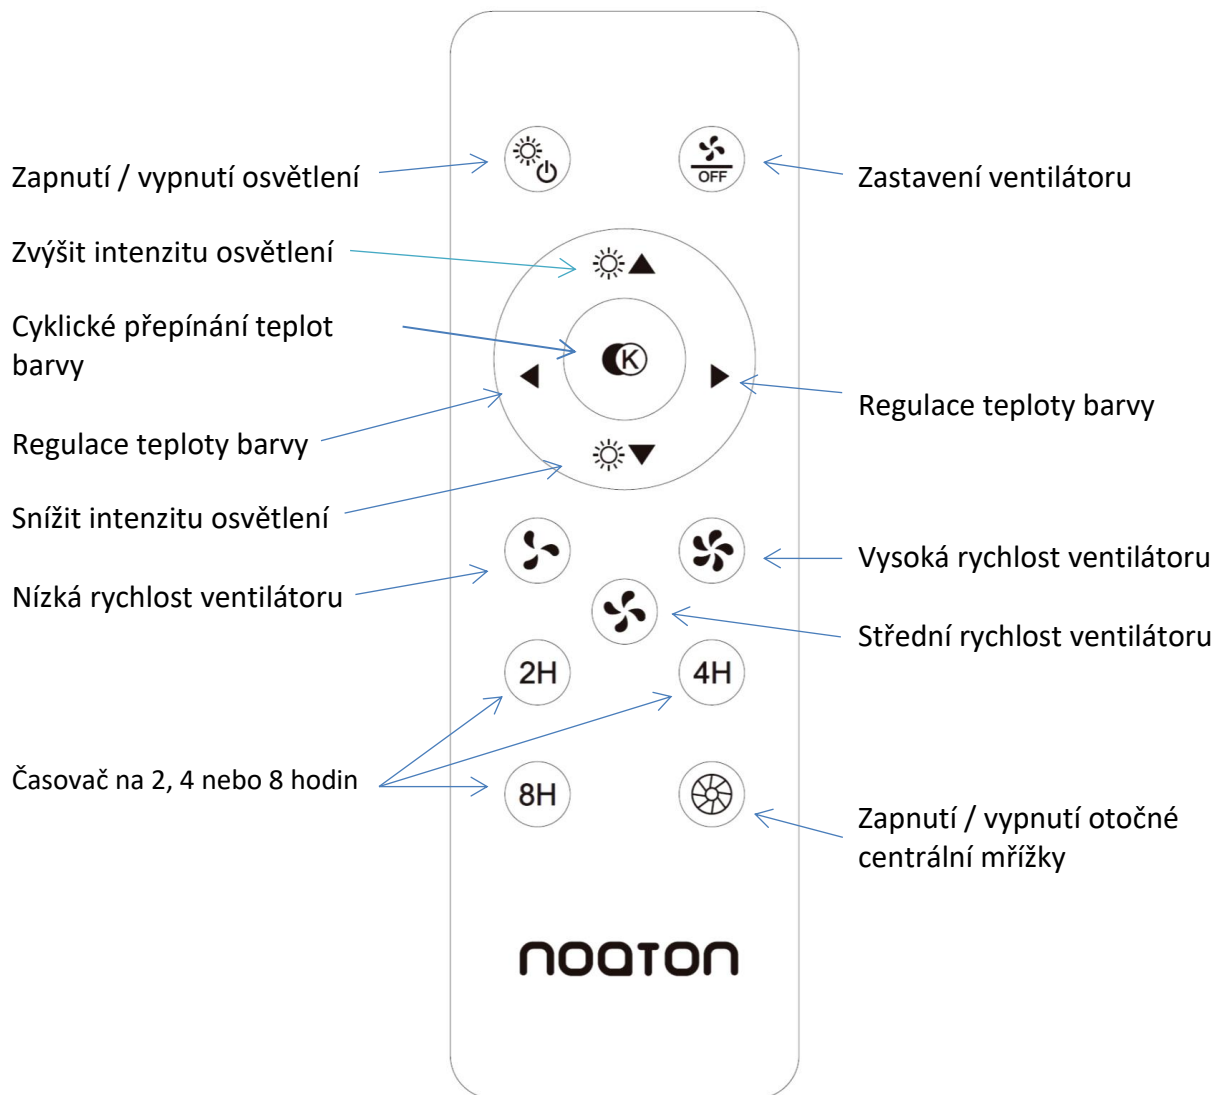 Zapnutí / vypnutí osvětlení
OFF
Zastavení ventilátoru
Zvýšit intenzitu osvětlení
Cyklické přepínání teplot
barvy
K
Regulace teploty barvy
Regulace teploty barvy
Snížit intenzitu osvětlení
Vysoká rychlost ventilátoru
Nízká rychlost ventilátoru
Střední rychlost ventilátoru
2H
4H
Časovač na 2, 4 nebo 8 hodin
8H
Zapnutí / vypnutí otočné
centrální mřížky
noaton